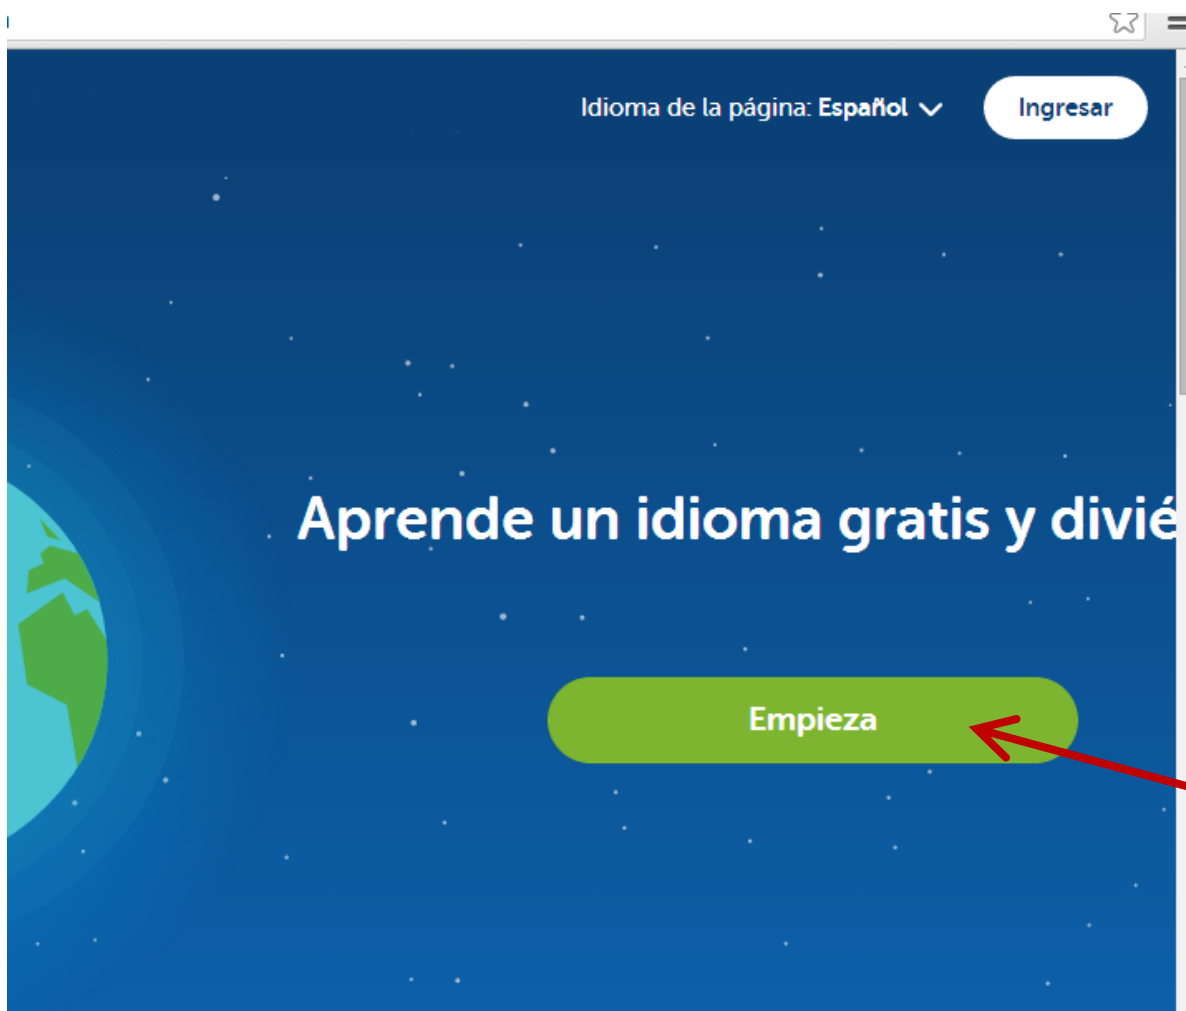 Idioma de la página: Español
Ingresar
Aprende un idioma gratis y divié
Empieza